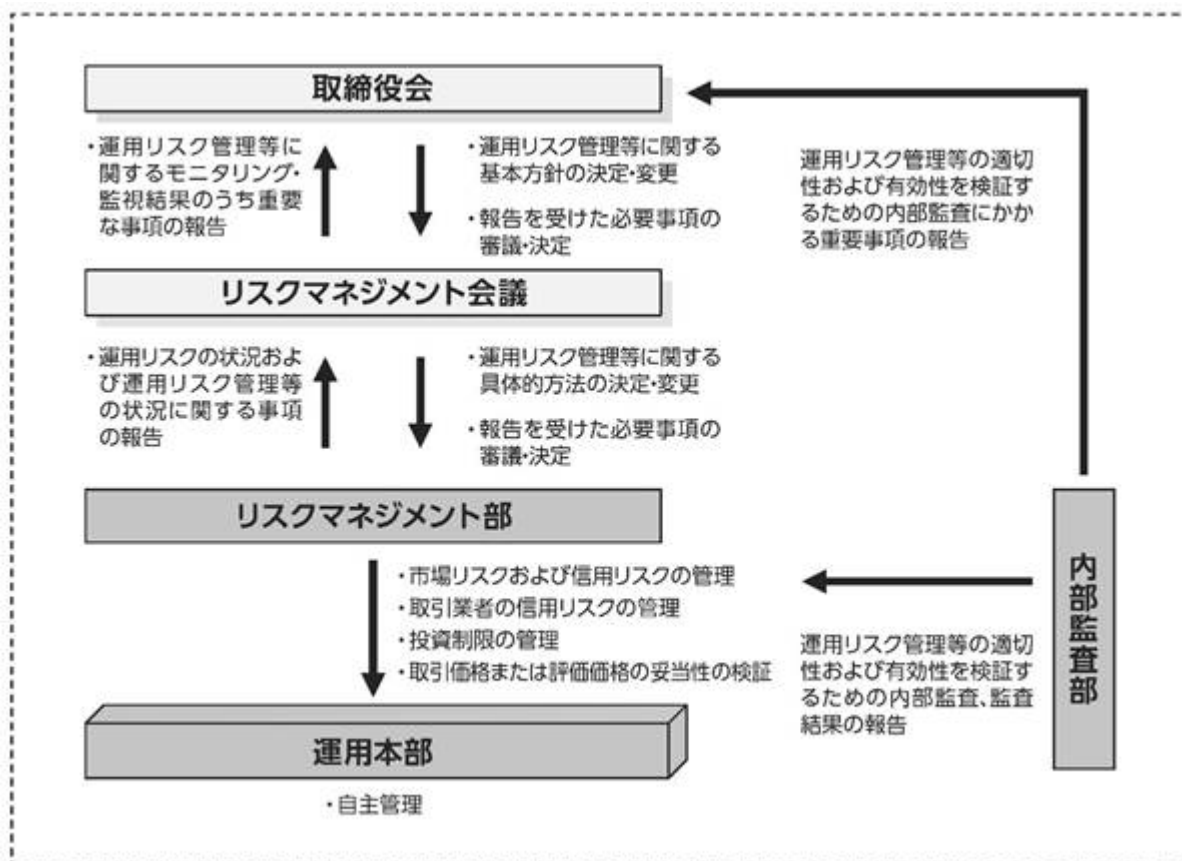 取締役会
・運用リスク管理等に
関するモニタリング・
監視結果のうち重要
な事項の報告
・運用リスク管理等に関する
基本方針の決定・変更
・報告を受けた必要事項の
審議・決定
運用リスク管理等の適切
性および有効性を検証す
るための内部監査にかか
る重要事項の報告
リスクマネジメント会議
・運用リスクの状況およ
び運用リスク管理等
の状況に関する事項
の報告
・運用リスク管理等に関する
具体的方法の決定・変更
・報告を受けた必要事項の
審議・決定
リスクマネジメント部
・市場リスクおよび信用リスクの管理
・取引業者の信用リスクの管理
・投資制限の管理
・取引価格または評価価格の妥当性の検証
運用リスク管理等の適切
性および有効性を検証す
るための内部監査、監査
結果の報告
内部監査部
運用本部
・自主管理